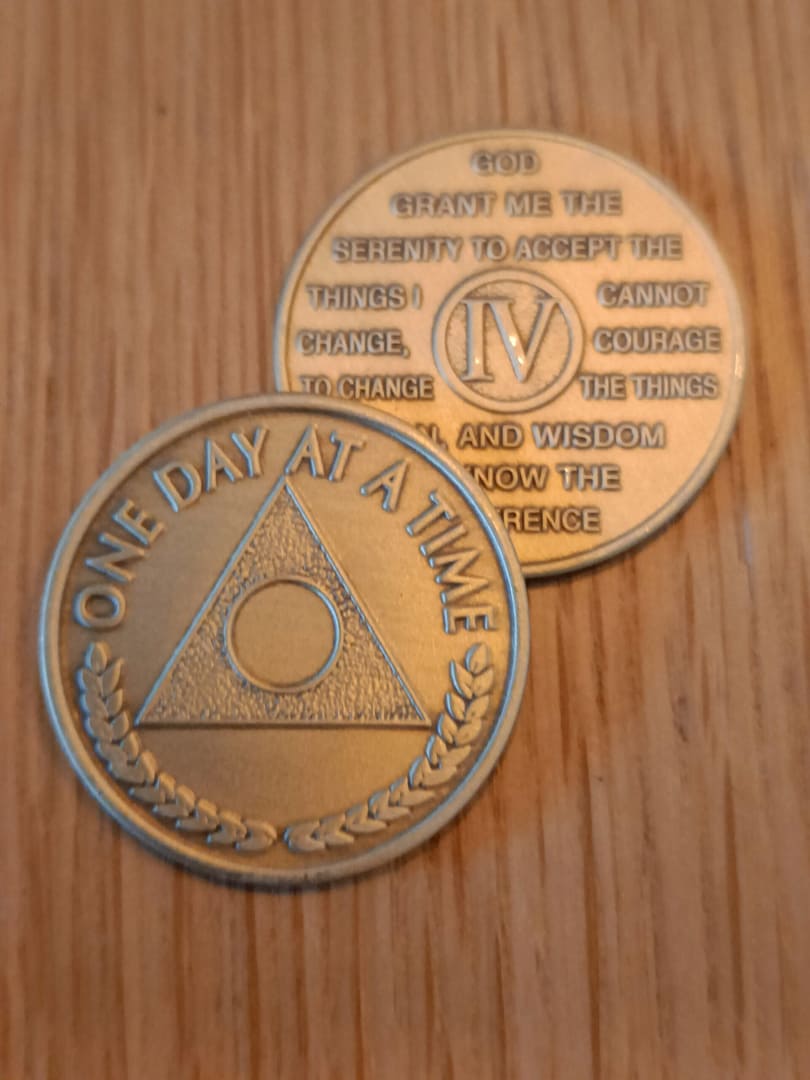 GOD
GRANT ME THE
SERENITY TO ACCEPT THE
THINGS I CANNOT
CHANGE, IV COURAGE
TO CHANGE THE THINGS
AND WISDOM
THE
ONE DAY AT A TIME